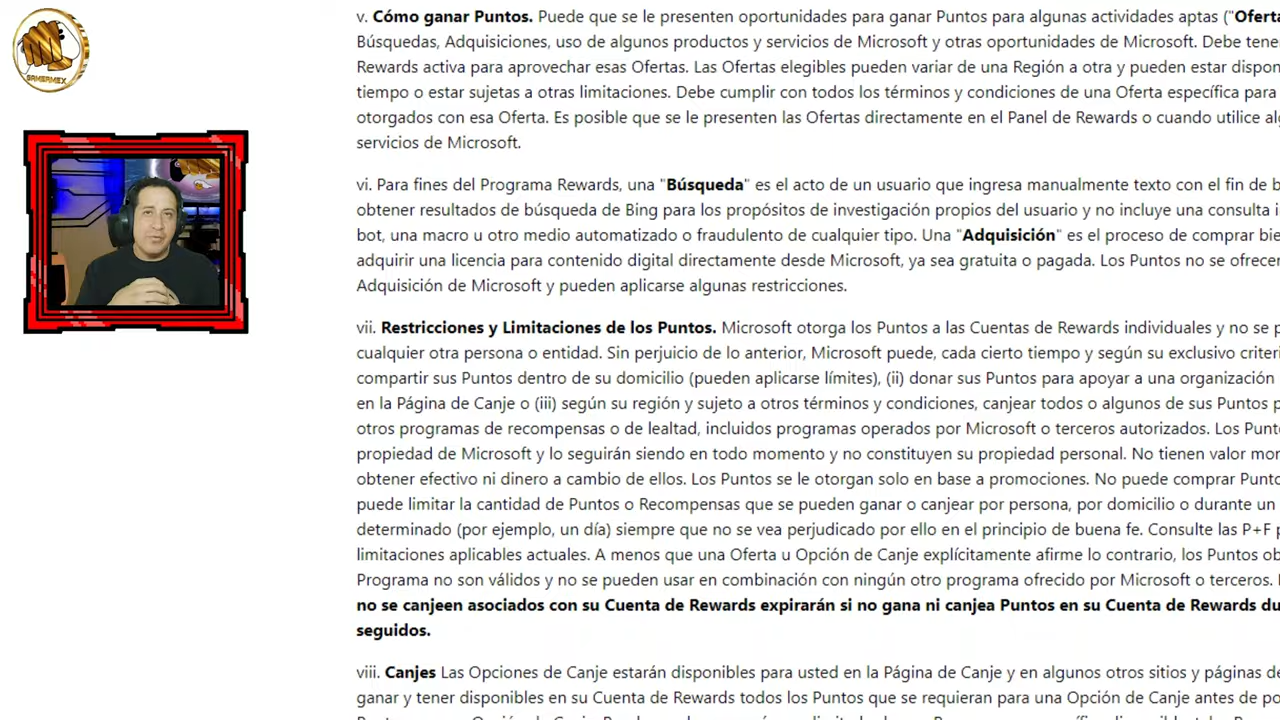 GAMERMEX
v. Cómo ganar Puntos. Puede que se le presenten oportunidades para ganar Puntos para algunas actividades aptas ("Oferta
Búsquedas, Adquisiciones, uso de algunos productos y servicios de Microsoft y otras oportunidades de Microsoft. Debe tene
Rewards activa para aprovechar esas Ofertas. Las Ofertas elegibles pueden variar de una Región a otra y pueden estar dispon
tiempo o estar sujetas a otras limitaciones. Debe cumplir con todos los términos y condiciones de una Oferta específica para
otorgados con esa Oferta. Es posible que se le presenten las Ofertas directamente en el Panel de Rewards o cuando utilice alg
servicios de Microsoft.
vi. Para fines del Programa Rewards, una "Búsqueda" es el acto de un usuario que ingresa manualmente texto con el fin de b
obtener resultados de búsqueda de Bing para los propósitos de investigación propios del usuario y no incluye una consulta i
bot, una macro u otro medio automatizado o fraudulento de cualquier tipo. Una "Adquisición" es el proceso de comprar bie
adquirir una licencia para contenido digital directamente desde Microsoft, ya sea gratuita o pagada. Los Puntos no se ofrecer
Adquisición de Microsoft y pueden aplicarse algunas restricciones.
vii. Restricciones y Limitaciones de los Puntos. Microsoft otorga los Puntos a las Cuentas de Rewards individuales y no se p
cualquier otra persona o entidad. Sin perjuicio de lo anterior, Microsoft puede, cada cierto tiempo y según su exclusivo criteri
compartir sus Puntos dentro de su domicilio (pueden aplicarse límites), (ii) donar sus Puntos para apoyar a una organización
en la Página de Canje o (iii) según su región y sujeto a otros términos y condiciones, canjear todos o algunos de sus Puntos p
otros programas de recompensas o de lealtad, incluidos programas operados por Microsoft o terceros autorizados. Los Punt
propiedad de Microsoft y lo seguirán siendo en todo momento y no constituyen su propiedad personal. No tienen valor mon
obtener efectivo ni dinero a cambio de ellos. Los Puntos se le otorgan solo en base a promociones. No puede comprar Punto
puede limitar la cantidad de Puntos o Recompensas que se pueden ganar o canjear por persona, por domicilio o durante un
determinado (por ejemplo, un día) siempre que no se vea perjudicado por ello en el principio de buena fe. Consulte las P+F p
limitaciones aplicables actuales. A menos que una Oferta u Opción de Canje explícitamente afirme lo contrario, los Puntos ob
Programa no son válidos y no se pueden usar en combinación con ningún otro programa ofrecido por Microsoft o terceros.
no se canjeen asociados con su Cuenta de Rewards expirarán si no gana ni canjea Puntos en su Cuenta de Rewards du
seguidos.
viii. Canjes Las Opciones de Canje estarán disponibles para usted en la Página de Canje y en algunos otros sitios y páginas de
ganar y tener disponibles en su Cuenta de Rewards todos los Puntos que se requieran para una Opción de Canje antes de po